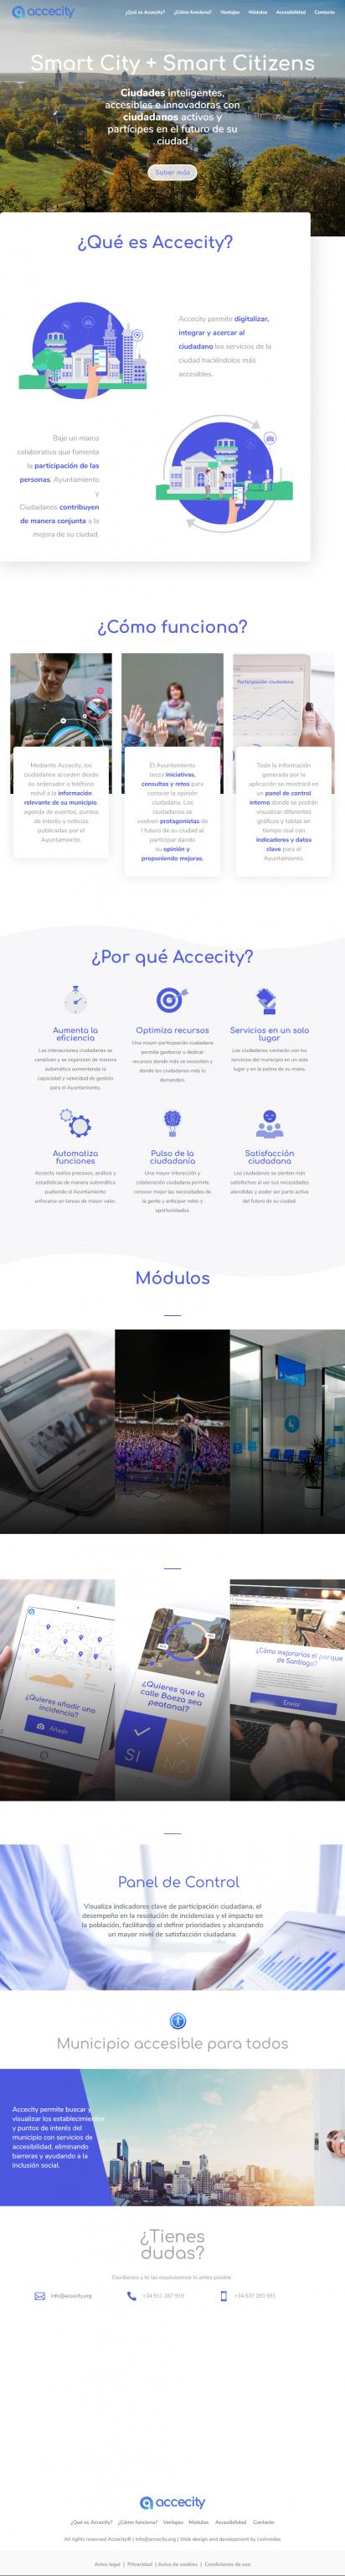 accecity
¿Qué es Accecity? ¿Cómo funciona? Ventajas Módulos Accesibilidad Contacto
Smart City + Smart Citizens
Ciudades inteligentes,
accesibles e innovadoras con
ciudadanos activos y
partícipes en el futuro de su
ciudad
Saber más
¿Qué es Accecity?
Accecity permite digitalizar,
integrar y acercar al
ciudadano los servicios de la
ciudad haciéndolos más
accesibles.
Bajo un marco
colaborativo que fomenta
la participación de las
personas, Ayuntamiento
y
Ciudadanos contribuyen
de manera conjunta a la
mejora de su ciudad.
¿Cómo funciona?
Participación ciudadana
Mediante Accecity, los
ciudadanos acceden desde
su ordenador o teléfono
móvil a la información
relevante de su municipio,
agenda de eventos, puntos
de interés y noticias
publicadas por el
Ayuntamiento.
El Ayuntamiento
lanza iniciativas,
consultas y retos para
conocer la opinión
ciudadana. Los
ciudadanos se
vuelven protagonistas de
l futuro de su ciudad al
participar dando
su opinión y
proponiendo mejoras.
Toda la información
generada por la
aplicación se mostrará en
un panel de control
interno donde se podrán
visualizar diferentes
gráficos y tablas en
tiempo real con
indicadores y datos
clave para el
Ayuntamiento.
¿Por qué Accecity?
Aumenta la
eficiencia
Las interacciones ciudadanas se
canalizan y se organizan de manera
automática aumentando la
capacidad y velocidad de gestión
para el Ayuntamiento.
Optimiza recursos
Una mayor participación ciudadana
permite gestionar y dedicar
recursos donde más se necesiten y
donde los ciudadanos más lo
demanden.
Servicios en un solo
lugar
Los ciudadanos contarán con los
servicios del municipio en un solo
lugar y en la palma de su mano.
Automatiza
funciones
Accecity realiza procesos, análisis y
estadísticas de manera automática
pudiendo el Ayuntamiento
enfocarse en tareas de mayor valor.
Pulso de la
ciudadanía
Una mayor interacción y
colaboración ciudadana permite
conocer mejor las necesidades de
la gente y anticipar retos y
oportunidades.
Satisfacción
ciudadana
Los ciudadanos se sienten más
satisfechos al ver sus necesidades
atendidas y poder ser parte activa
del futuro de su ciudad.
Módulos
¿Quieres añadir una
incidencia?
Añadir
¿Quieres que la
calle Baeza sea
peatonal?
SI
NO
¿Cómo mejorarías el parque
de Santiago?
Enviar
Panel de Control
Visualiza indicadores clave de participación ciudadana, el
desempeño en la resolución de incidencias y el impacto en
la población, facilitando el definir prioridades y alcanzando
un mayor nivel de satisfacción ciudadana.
Municipio accesible para todos
Accecity permite buscar y
visualizar los establecimientos
y puntos de interés del
municipio con servicios de
accesibilidad, eliminando
barreras y ayudando a la
inclusión social.
¿Tienes
dudas?
Escríbenos y te las resolveremos lo antes posible
info@accecity.org
+34 911 267 919
+34 637 283 591
accecity
¿Qué es Accecity? ¿Cómo funciona? Ventajas Módulos Accesibilidad Contacto
All rights reserved Accecity® | info@accecity.org | Web design and development by Ledrosdas
Aviso legal | Privacidad | Aviso de cookies | Condiciones de uso